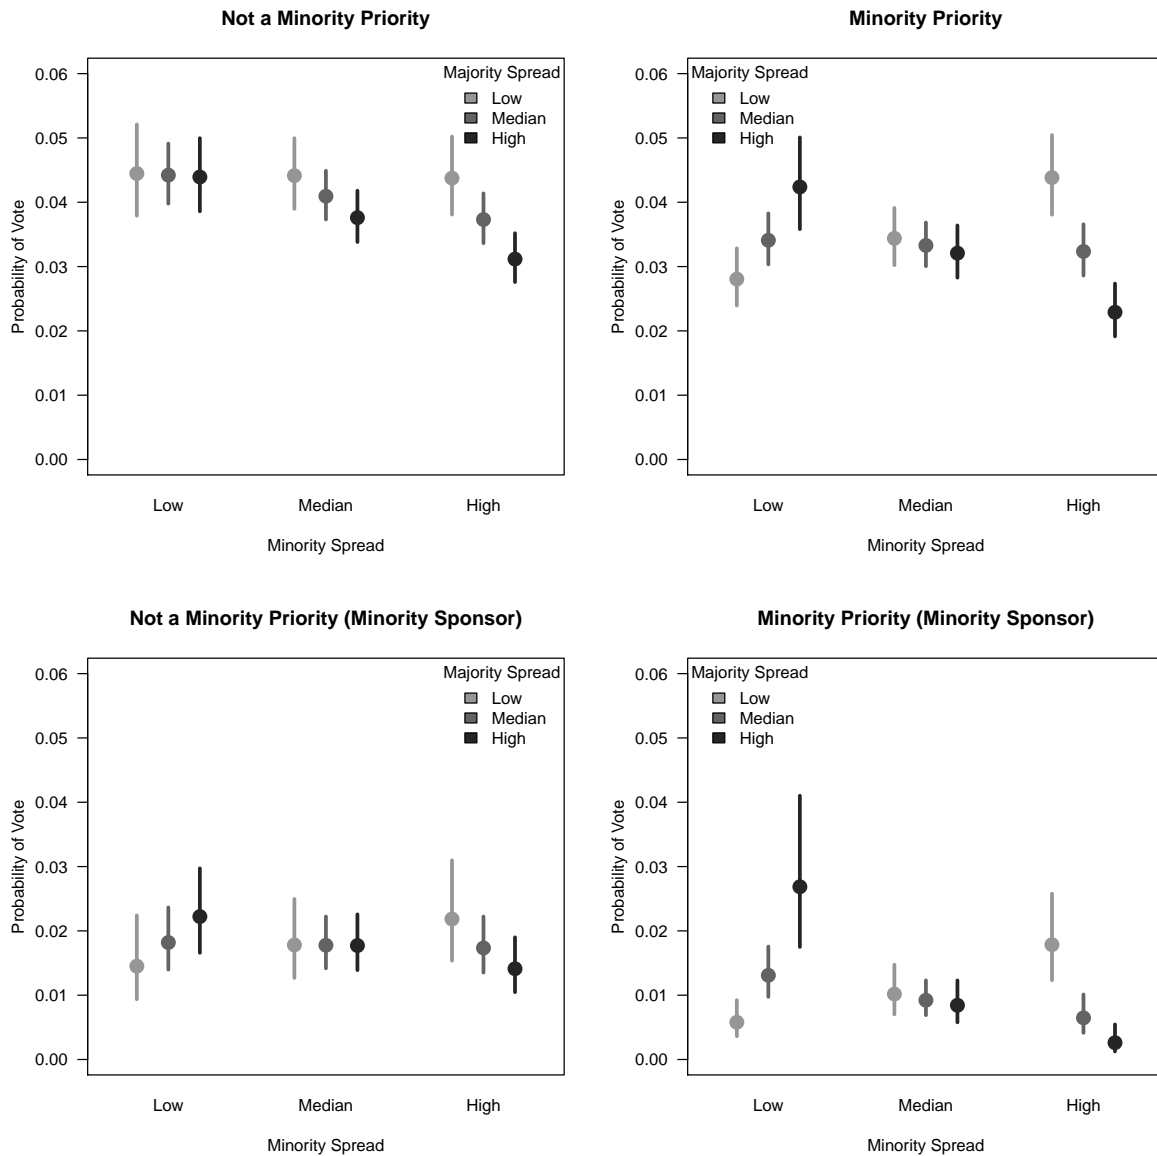 Not a Minority Priority
Probability of Vote
0.06
0.05
0.04
0.03
0.02
0.01
0.00
Majority Spread
Low
Median
High
Low Median High
Minority Spread
Minority Priority
Probability of Vote
0.06
0.05
0.04
0.03
0.02
0.01
0.00
Majority Spread
Low
Median
High
Low Median High
Minority Spread
Not a Minority Priority (Minority Sponsor)
Probability of Vote
0.06
0.05
0.04
0.03
0.02
0.01
0.00
Majority Spread
Low
Median
High
Low Median High
Minority Spread
Minority Priority (Minority Sponsor)
Probability of Vote
0.06
0.05
0.04
0.03
0.02
0.01
0.00
Majority Spread
Low
Median
High
Low Median High
Minority Spread